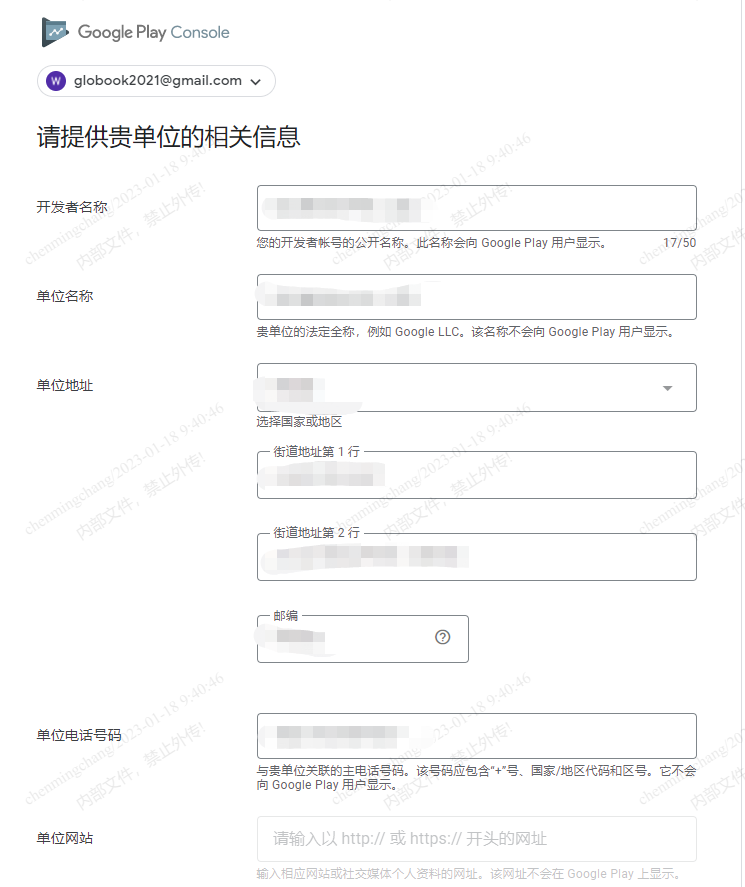 Google Play Console
W globook2021@gmail.com
请提供贵单位的相关信息
开发者名称
您的开发者帐号的公开名称。此名称会向 Google Play 用户显示。 17/50
单位名称
贵单位的法定全称，例如 Google LLC。该名称不会向 Google Play 用户显示。
单位地址
选择国家或地区
街道地址第 1 行
街道地址第 2 行
邮编
单位电话号码
与贵单位关联的主电话号码。该号码应包含“+”号、国家/地区代码和区号。它不会
向 Google Play 用户显示。
单位网站
请输入以 http:// 或 https:// 开头的网址
输入相应网站或社交媒体个人资料的网址。该网址不会在 Google Play 上显示。
chenmingchang/2023-01-18 9:40:46
内部文件，禁止外传!